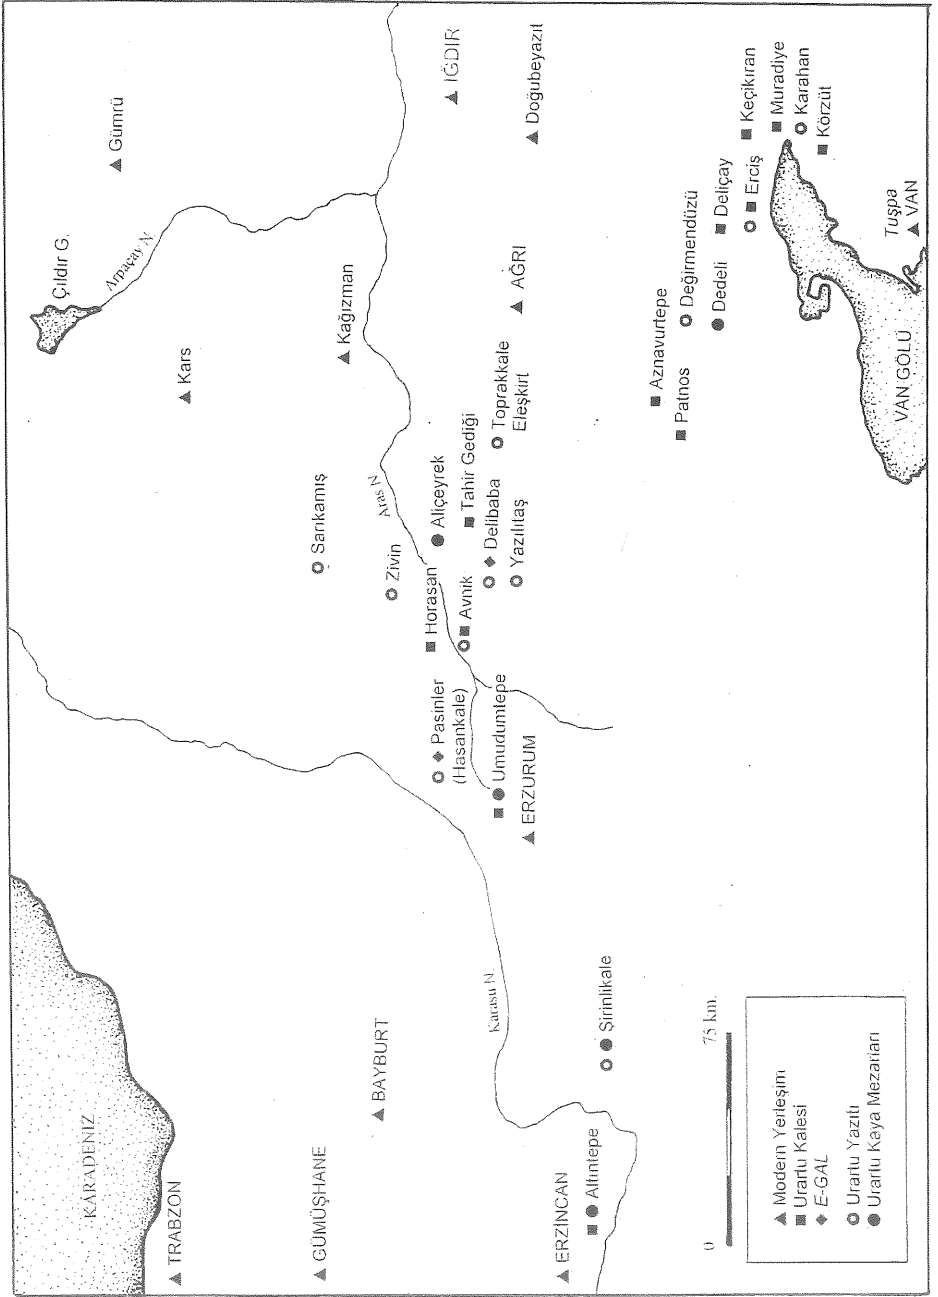 KARADENİZ
Çıldır G.
Arpaçay N.
Gümrü
TRABZON
Kars
GÜMÜŞHANE
Sarıkamış
Kağızman
BAYBURT
Zivin
Aras N.
IĞDIR
Pasinler
(Hasankale)
Horasan
Aliçeyrek
Avnik
Tahir Gediği
Delibaba
Toprakkale
Eleşkirt
Yazılıtaş
AĞRI
Doğubeyazıt
Umudumtepe
ERZURUM
Karasu N.
ERZİNCAN
Altıntepe
Şirinlikale
Aznavurtepe
Patnos
Değirmendüzü
Dedeli
Deliçay
Keçikıran
Erciş
Muradiye
Karahan
Körzüt
VAN GÖLÜ
Tuşpa
VAN
0 75 km.
Modern Yerleşim
Urartu Kalesi
E-GAL
Urartu Yazıtı
Urartu Kaya Mezarları